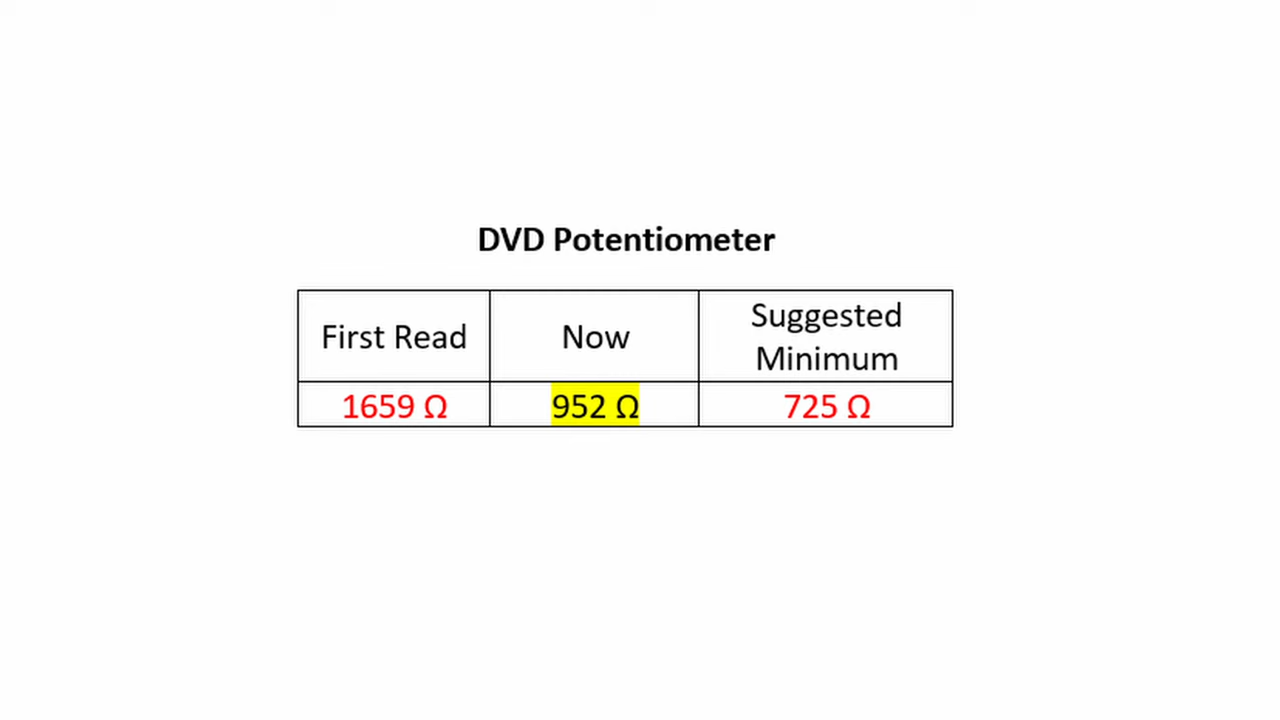 DVD Potentiometer
First Read
Now
Suggested
Minimum
1659 Ω
952 Ω
725 Ω